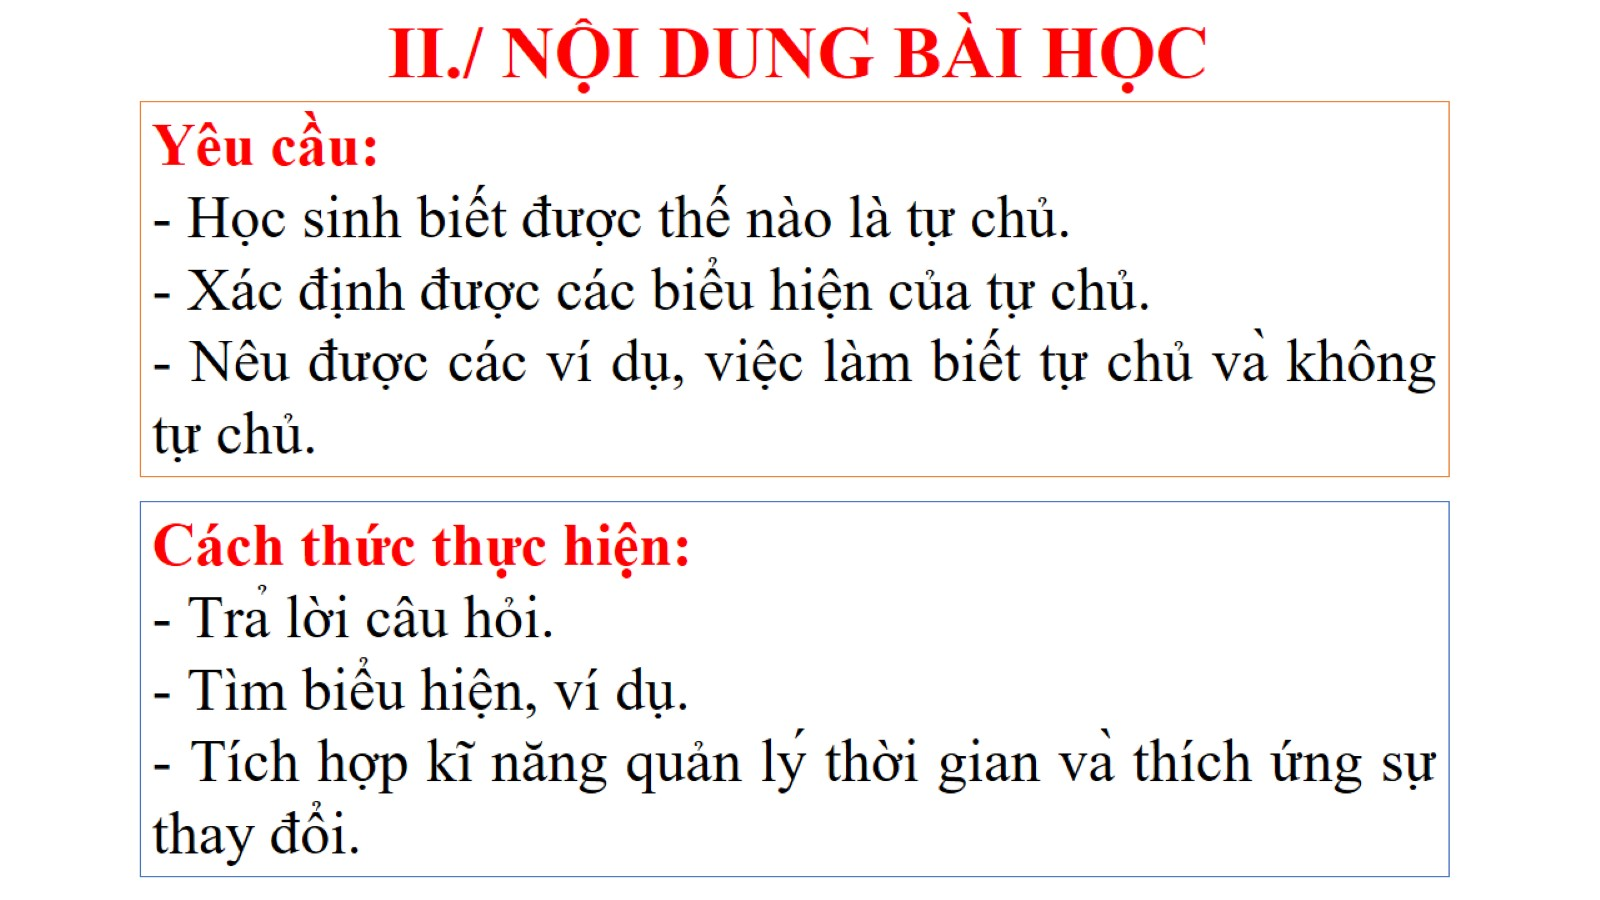 II./ NỘI DUNG BÀI HỌC
Yêu cầu:
- Học sinh biết được thế nào là tự chủ.
- Xác định được các biểu hiện của tự chủ.
- Nêu được các ví dụ, việc làm biết tự chủ và không
tự chủ.
Cách thức thực hiện:
- Trả lời câu hỏi.
- Tìm biểu hiện, ví dụ.
- Tích hợp kĩ năng quản lý thời gian và thích ứng sự
thay đổi.